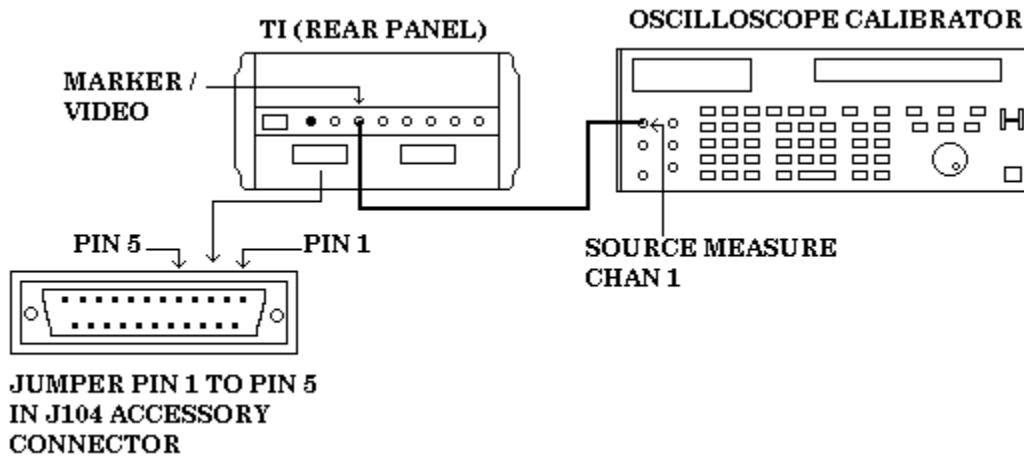 OSCILLOSCOPE CALIBRATOR
TI (REAR PANEL)
MARKER /
VIDEO
PIN 5
PIN 1
SOURCE MEASURE
CHAN 1
JUMPER PIN 1 TO PIN 5
IN J104 ACCESSORY
CONNECTOR